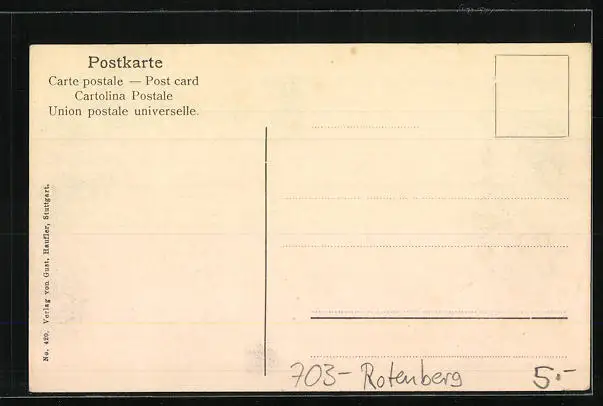 Postkarte
Carte postale — Post card
Cartolina Postale
Union postale universelle.
No. 420. Verlag von Gust. Haufler, Stuttgart.
703- Rotenberg 5.-